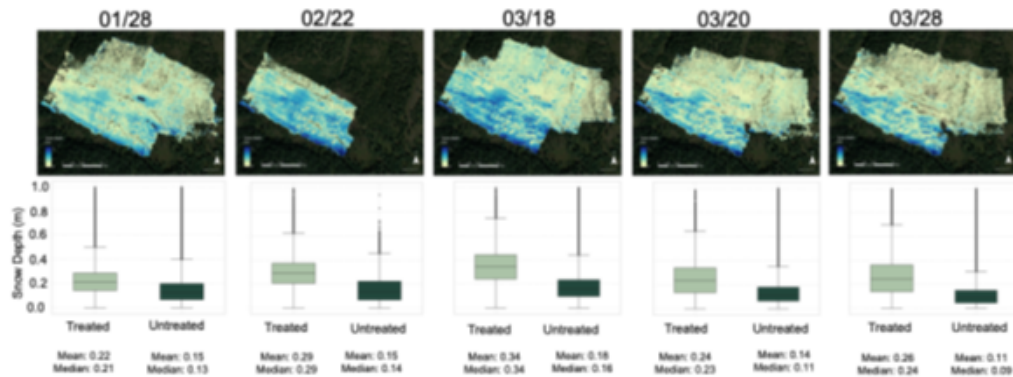 01/28 02/22 03/18 03/20 03/28
Snow Depth (m)
1.0
0.8
0.6
0.4
0.2
0.0
Treated Untreated Treated Untreated Treated Untreated Treated Untreated Treated Untreated
Mean: 0.22 Mean: 0.15 Mean: 0.29 Mean: 0.15 Mean: 0.34 Mean: 0.18 Mean: 0.24 Mean: 0.14 Mean: 0.26 Mean: 0.11
Median: 0.21 Median: 0.13 Median: 0.29 Median: 0.14 Median: 0.34 Median: 0.16 Median: 0.23 Median: 0.11 Median: 0.24 Median: 0.09